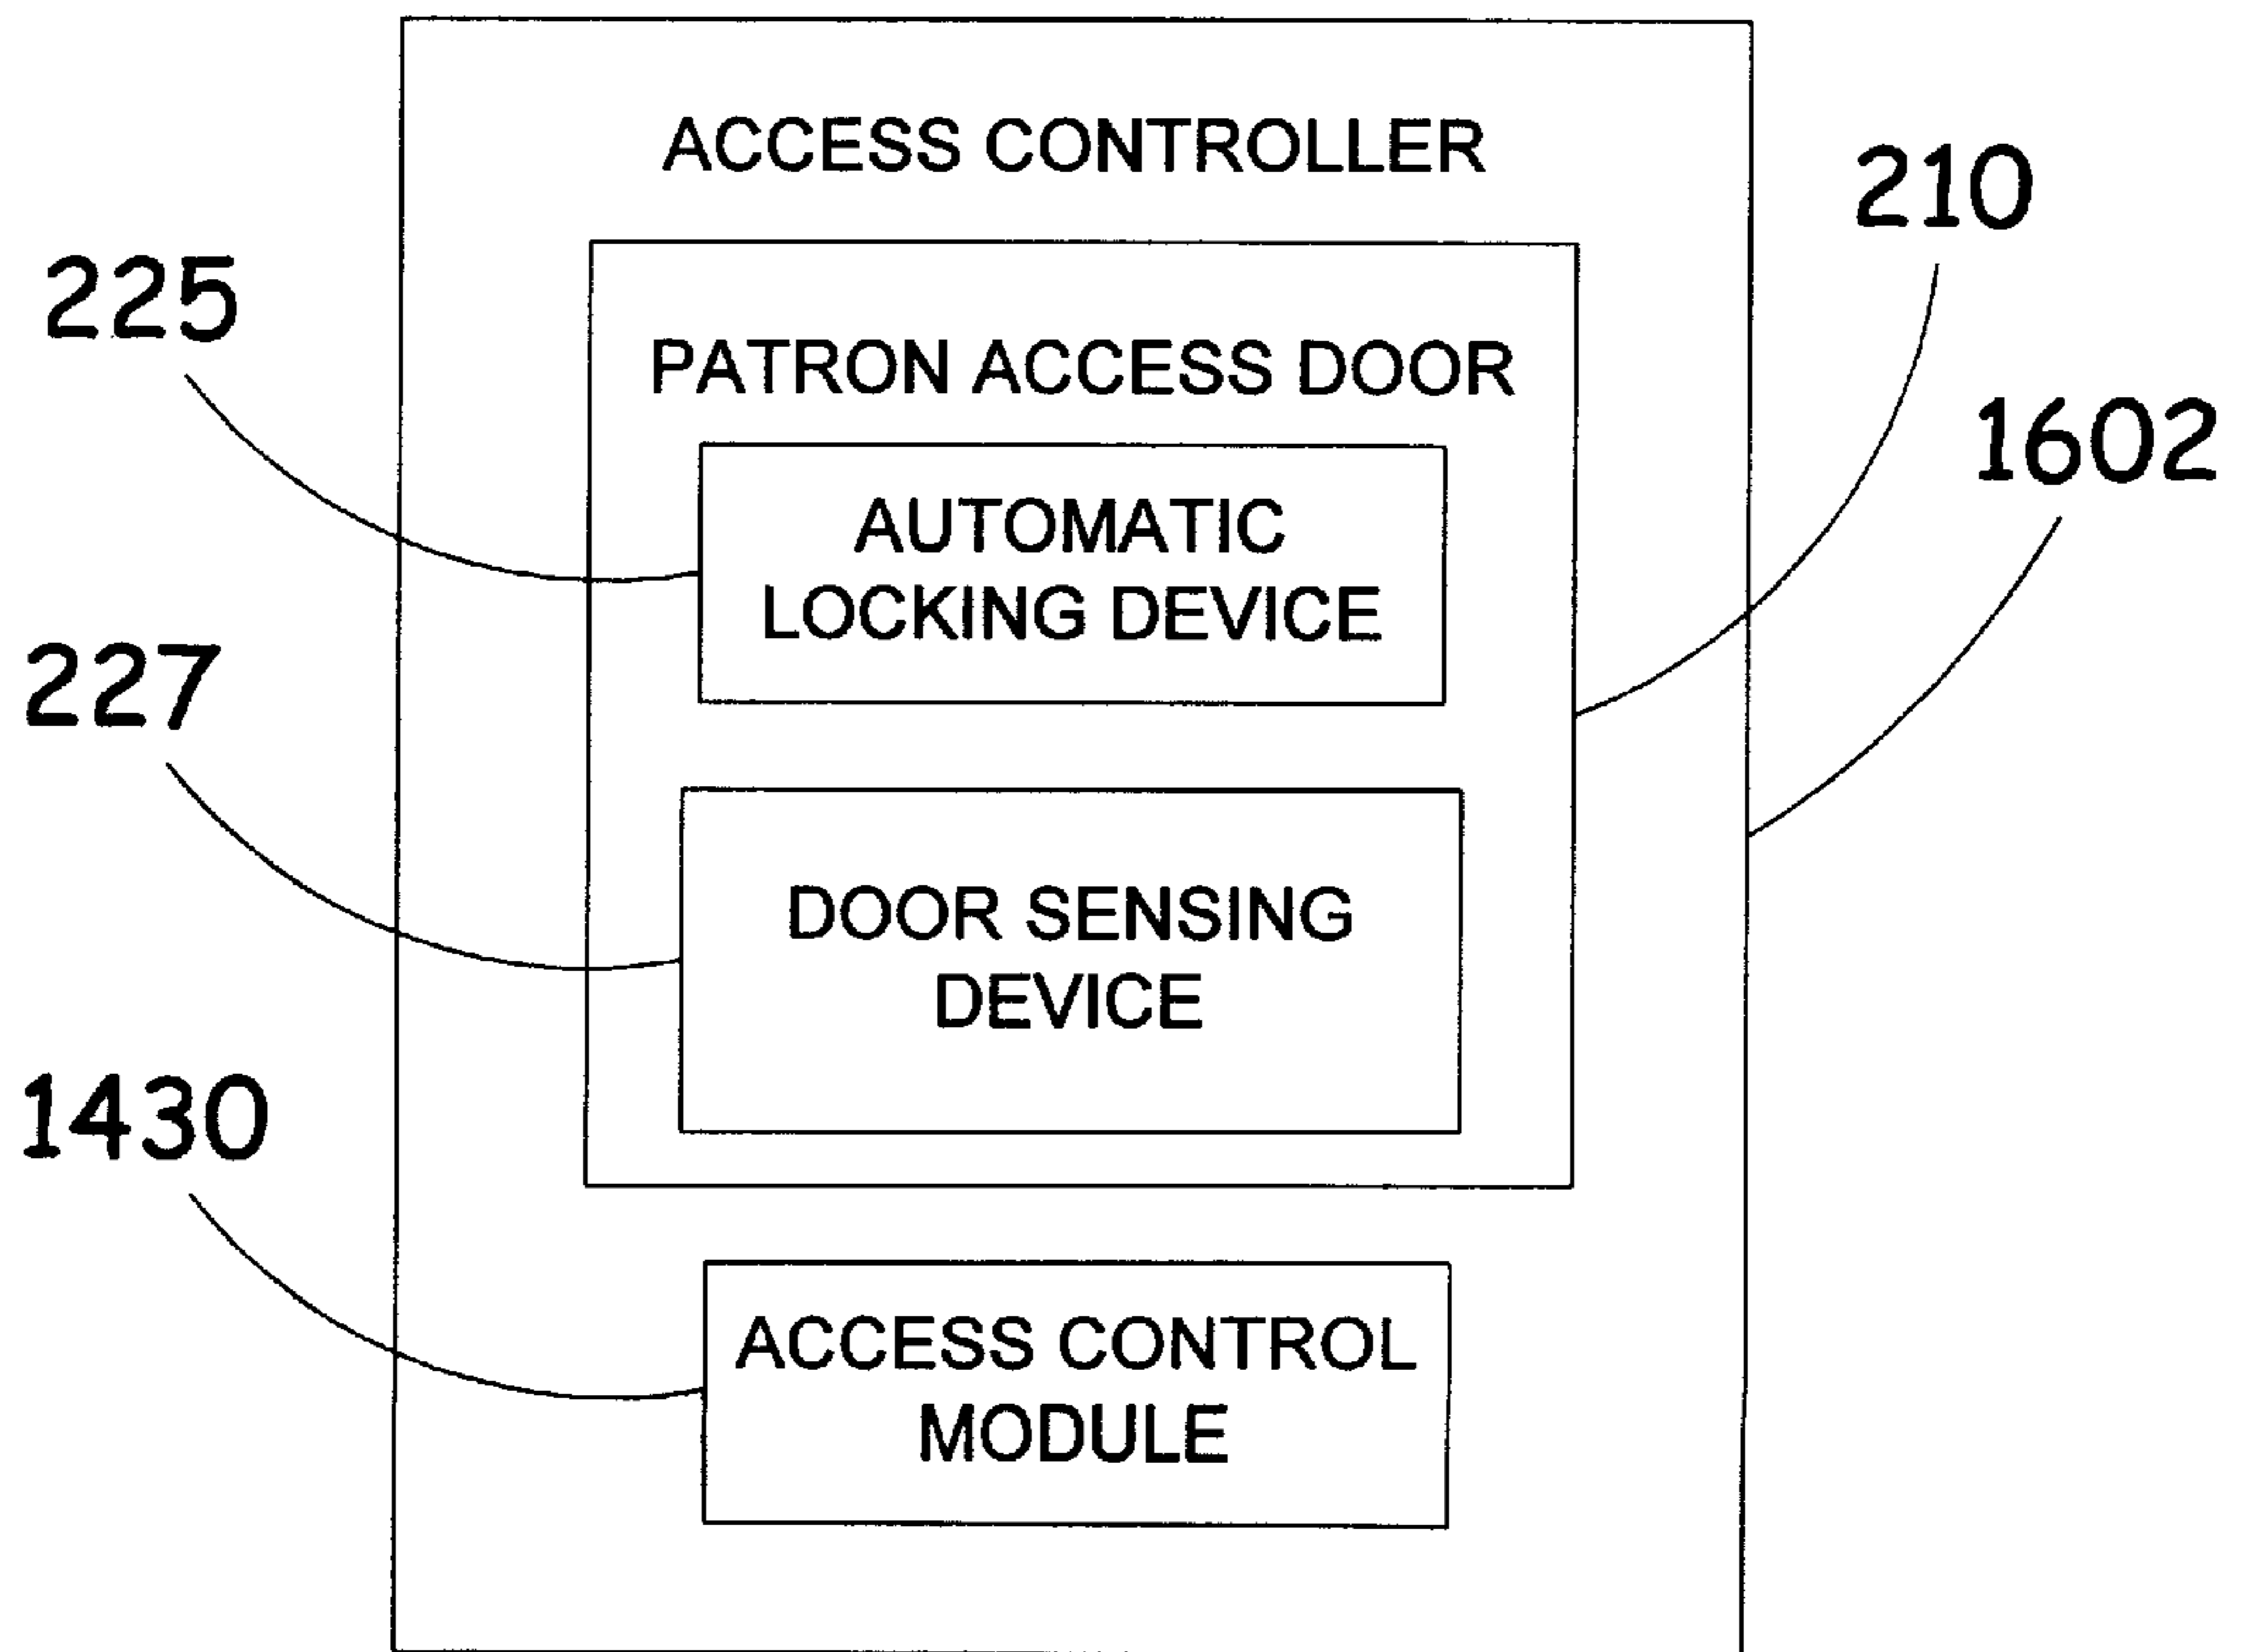 ACCESS CONTROLLER
210
225
PATRON ACCESS DOOR
1602
AUTOMATIC
LOCKING DEVICE
227
DOOR SENSING
DEVICE
1430
ACCESS CONTROL
MODULE